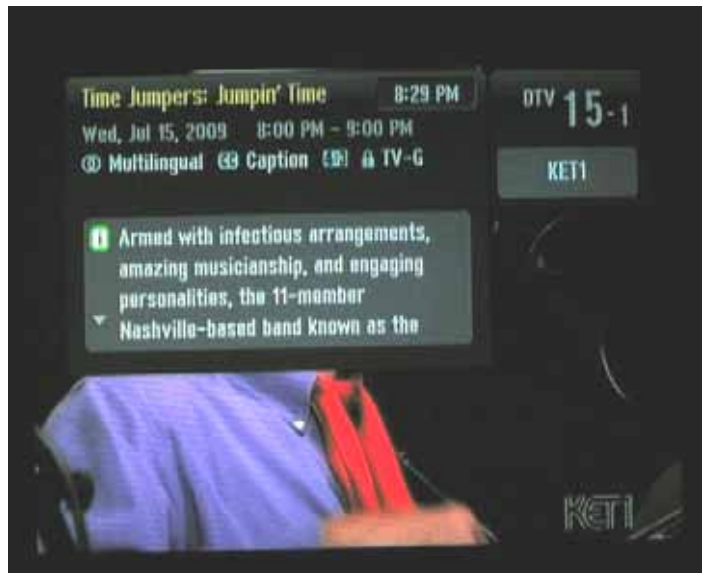 Time Jumpers: Jumpin' Time 8:29 PM
Wed, Jul 15, 2009 8:00 PM - 9:00 PM
Multilingual CC Caption TV-G
DTV 15-1
KET1
i Armed with infectious arrangements,
amazing musicianship, and engaging
personalities, the 11-member
Nashville-based band known as the
KET1